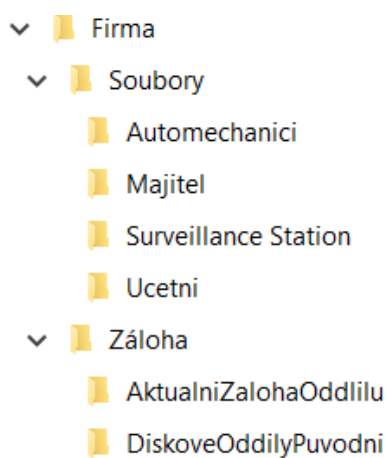 Firma
Soubory
Automechanici
Majitel
Surveillance Station
Ucetni
Záloha
AktualniZalohaOddlilu
DiskoveOddilyPuvodni